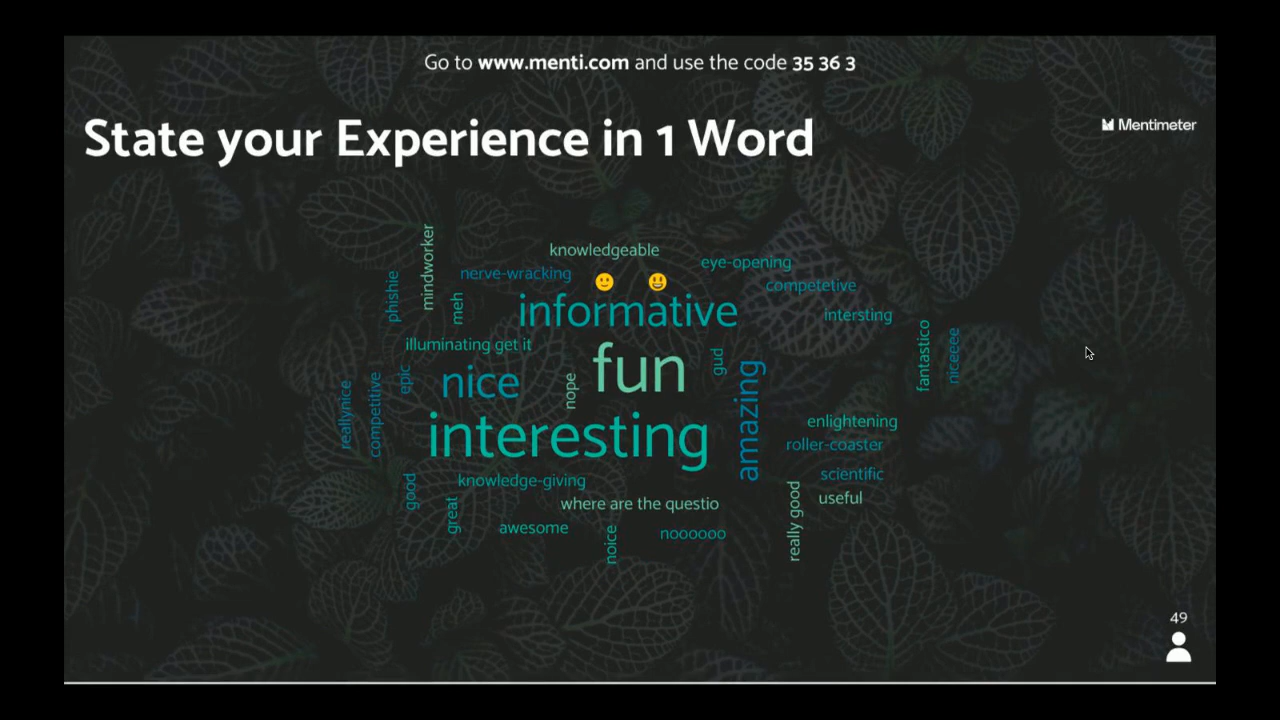 Go to www.menti.com and use the code 35 36 3
State your Experience in 1 Word
Mentimeter
knowledgeable
mindworker
eye-opening
nerve-wracking
competetive
phishie
meh
informative
intersting
illuminating get it
fun
gud
fantastico
niceeee
nice
epic
nope
amazing
reallynice
competitive
interesting
enlightening
roller-coaster
scientific
knowledge-giving
good
useful
where are the questio
great
awesome
noooooo
noice
really good
49